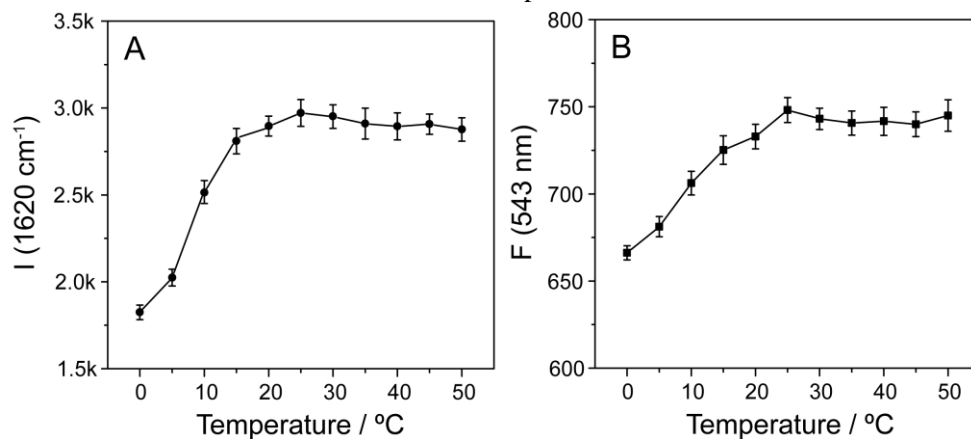 A
3.5k
3.0k
2.5k
2.0k
1.5k
I (1620 cm⁻¹)
0 10 20 30 40 50
Temperature / ºC
B
800
750
700
650
600
F (543 nm)
0 10 20 30 40 50
Temperature / ºC